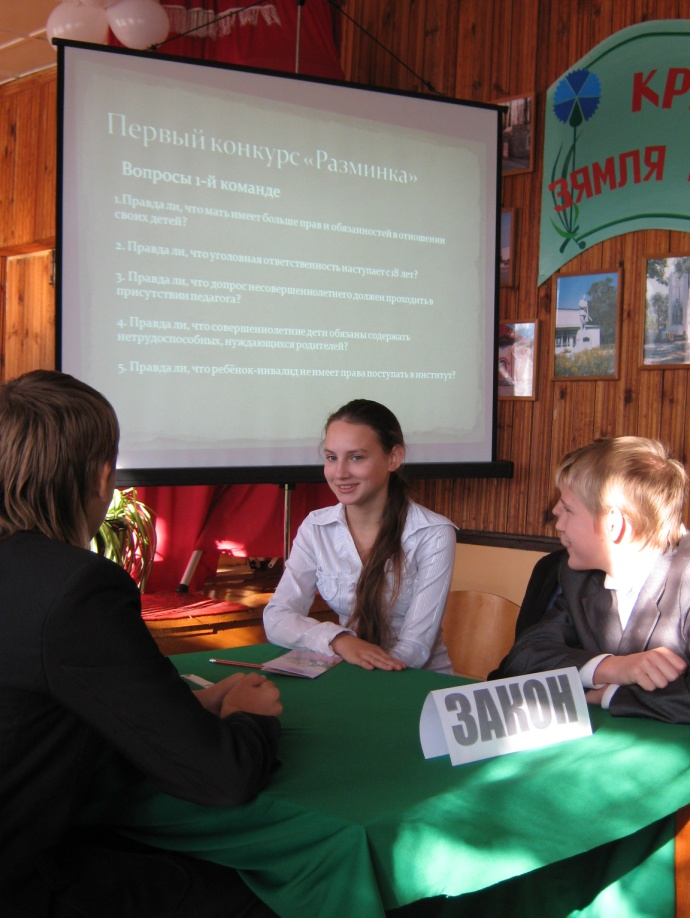 Первый конкурс «Разминка»
Вопросы 1-й команде
1.Правда ли, что мать имеет больше прав и обязанностей в отношении
своих детей?
2. Правда ли, что уголовная ответственность наступает с 18 лет?
3. Правда ли, что допрос несовершеннолетнего должен проходить в
присутствии педагога?
4. Правда ли, что совершеннолетние дети обязаны содержать
нетрудоспособных, нуждающихся родителей?
5. Правда ли, что ребёнок-инвалид не имеет права поступать в институт?
ЗЯМЛЯ
ЗАКОН